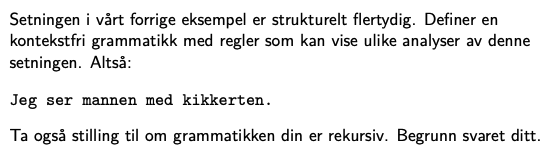 Setningen i vårt forrige eksempel er strukturelt flertydig. Definer en
kontekstfri grammatikk med regler som kan vise ulike analyser av denne
setningen. Altså:
Jeg ser mannen med kikkerten.
Ta også stilling til om grammatikken din er rekursiv. Begrunn svaret ditt.